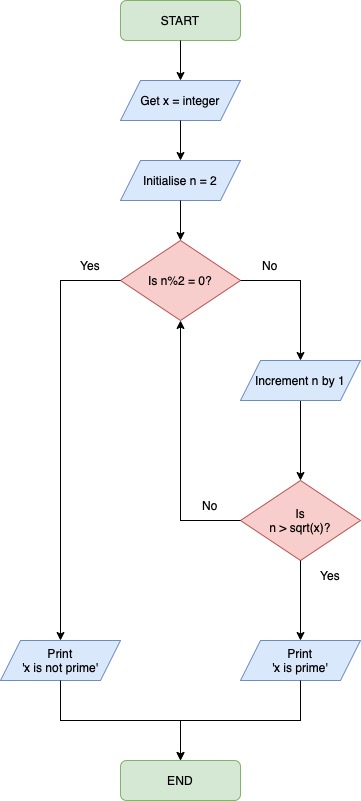 START
Get x = integer
Initialise n = 2
Yes
No
Is n%2 = 0?
Increment n by 1
No
Is
n > sqrt(x)?
Yes
Print
'x is not prime'
Print
'x is prime'
END